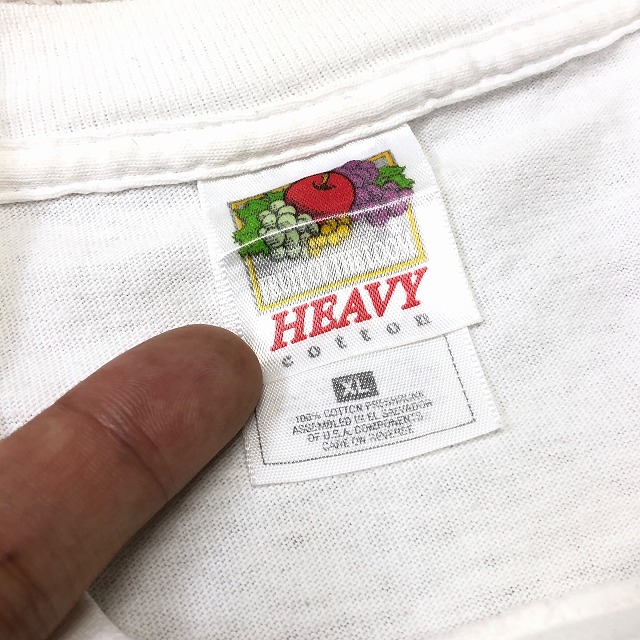 HEAVY
cotton
XL
100% COTTON PRESHRUNK
ASSEMBLED IN EL SALVADOR
OF U.S.A. COMPONENTS
CARE ON REVERSE